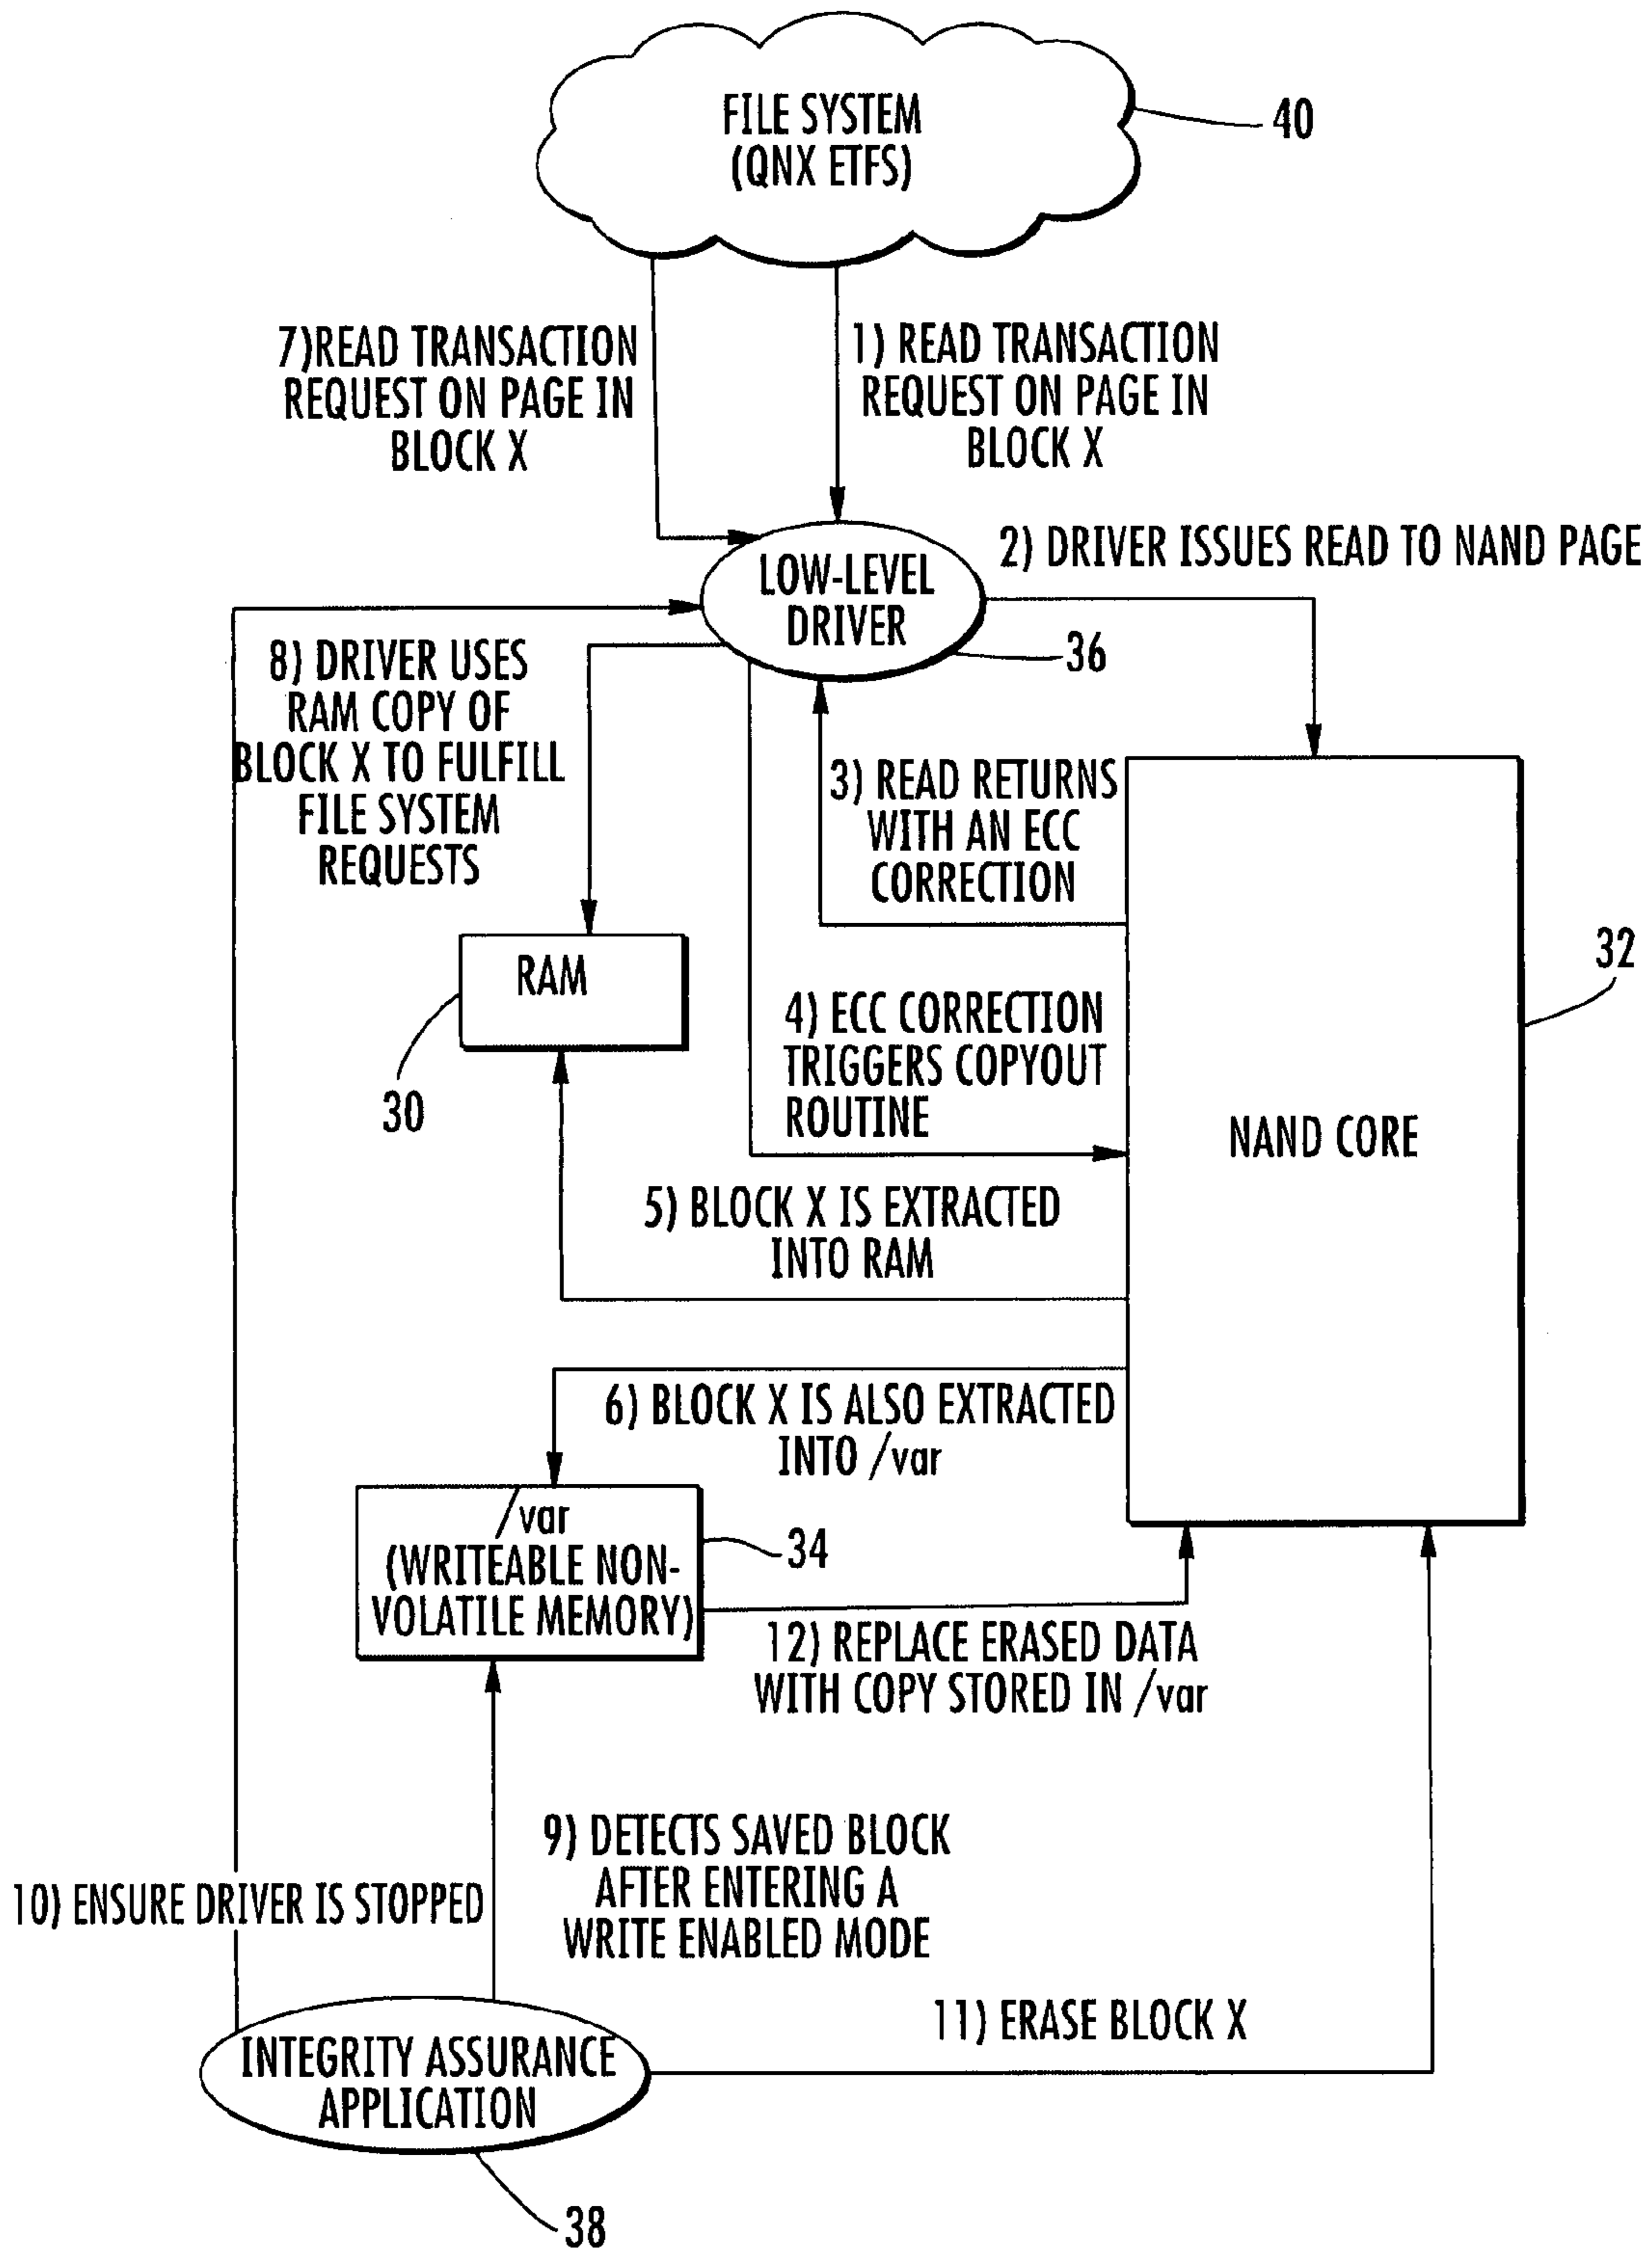 FILE SYSTEM
(QNX ETFS)
40
7)READ TRANSACTION
REQUEST ON PAGE IN
BLOCK X
1) READ TRANSACTION
REQUEST ON PAGE IN
BLOCK X
2) DRIVER ISSUES READ TO NAND PAGE
LOW-LEVEL
DRIVER
36
8) DRIVER USES
RAM COPY OF
BLOCK X TO FULFILL
FILE SYSTEM
REQUESTS
3) READ RETURNS
WITH AN ECC
CORRECTION
32
RAM
30
4) ECC CORRECTION
TRIGGERS COPYOUT
ROUTINE
NAND CORE
5) BLOCK X IS EXTRACTED
INTO RAM
6) BLOCK X IS ALSO EXTRACTED
INTO /var
/var
(WRITEABLE NON-
VOLATILE MEMORY)
34
12) REPLACE ERASED DATA
WITH COPY STORED IN /var
9) DETECTS SAVED BLOCK
AFTER ENTERING A
WRITE ENABLED MODE
10) ENSURE DRIVER IS STOPPED
11) ERASE BLOCK X
INTEGRITY ASSURANCE
APPLICATION
38